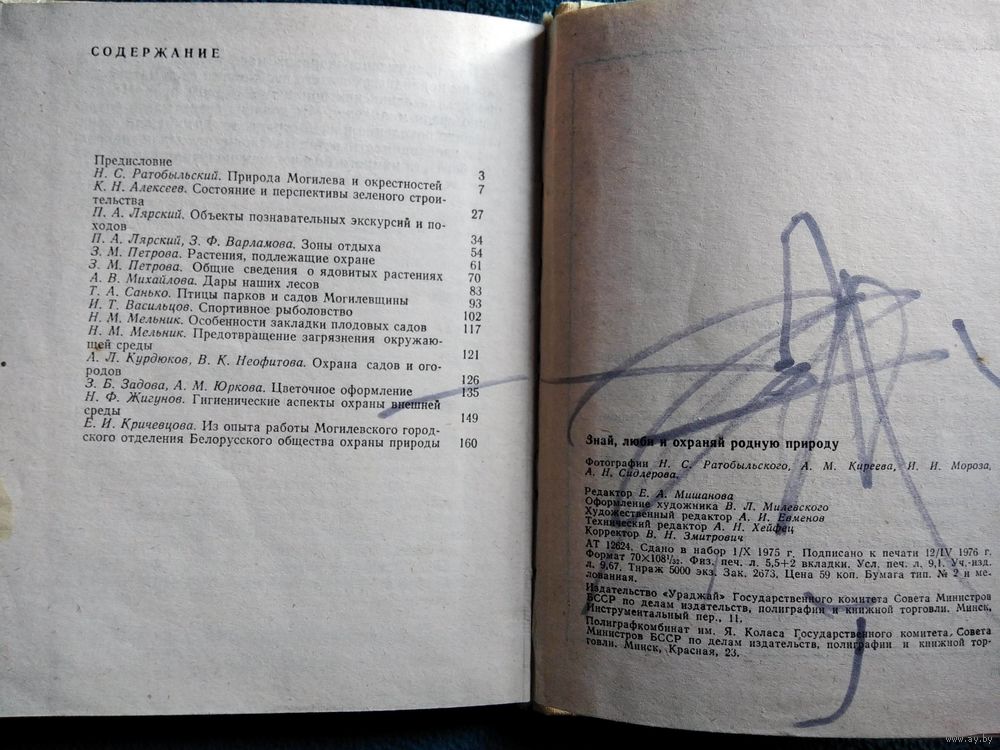 СОДЕРЖАНИЕ
Предисловие 3
Н. С. Ратобыльский. Природа Могилева и окрестностей 7
К. Н. Алексеев. Состояние и перспективы зеленого строи-
тельства 27
П. А. Лярский. Объекты познавательных экскурсий и по-
ходов 34
П. А. Лярский, З. Ф. Варламова. Зоны отдыха 54
З. М. Петрова. Растения, подлежащие охране 61
З. М. Петрова. Общие сведения о ядовитых растениях 70
А. В. Михайлова. Дары наших лесов 83
Т. А. Санько. Птицы парков и садов Могилевщины 93
И. Т. Васильцов. Спортивное рыболовство 102
Н. М. Мельник. Особенности закладки плодовых садов 117
Н. М. Мельник. Предотвращение загрязнения окружаю-
щей среды 121
А. Л. Курдюков, В. К. Неофитова. Охрана садов и ого-
родов 126
З. Б. Задова, А. М. Юркова. Цветочное оформление 135
Н. Ф. Жигунов. Гигиенические аспекты охраны внешней
среды 149
Е. И. Кричевцова. Из опыта работы Могилевского город-
ского отделения Белорусского общества охраны природы 160
Знай, люби и охраняй родную природу
Фотографии Н. С. Ратобыльского, А. М. Киреева, И. И. Мороза,
А. Н. Сидлерова.
Редактор Е. А. Мишанова
Оформление художника В. Л. Милевского
Художественный редактор А. И. Евменов
Технический редактор А. Н. Хейфец
Корректор В. Н. Змитрович
АТ 12624. Сдано в набор 1/X 1975 г. Подписано к печати 12/IV 1976 г.
Формат 70×108¹/₃₂. Физ. печ. л. 5,5+2 вкладки. Усл. печ. л. 9,1. Уч.-изд.
л. 9,67. Тираж 5000 экз. Зак. 2673. Цена 59 коп. Бумага тип. № 2 и ме-
лованная.
Издательство «Ураджай» Государственного комитета Совета Министров
БССР по делам издательств, полиграфии и книжной торговли. Минск,
Инструментальный пер., 11.
Полиграфкомбинат им. Я. Коласа Государственного комитета Совета
Министров БССР по делам издательств, полиграфии и книжной тор-
говли. Минск, Красная, 23.
www.ay.by